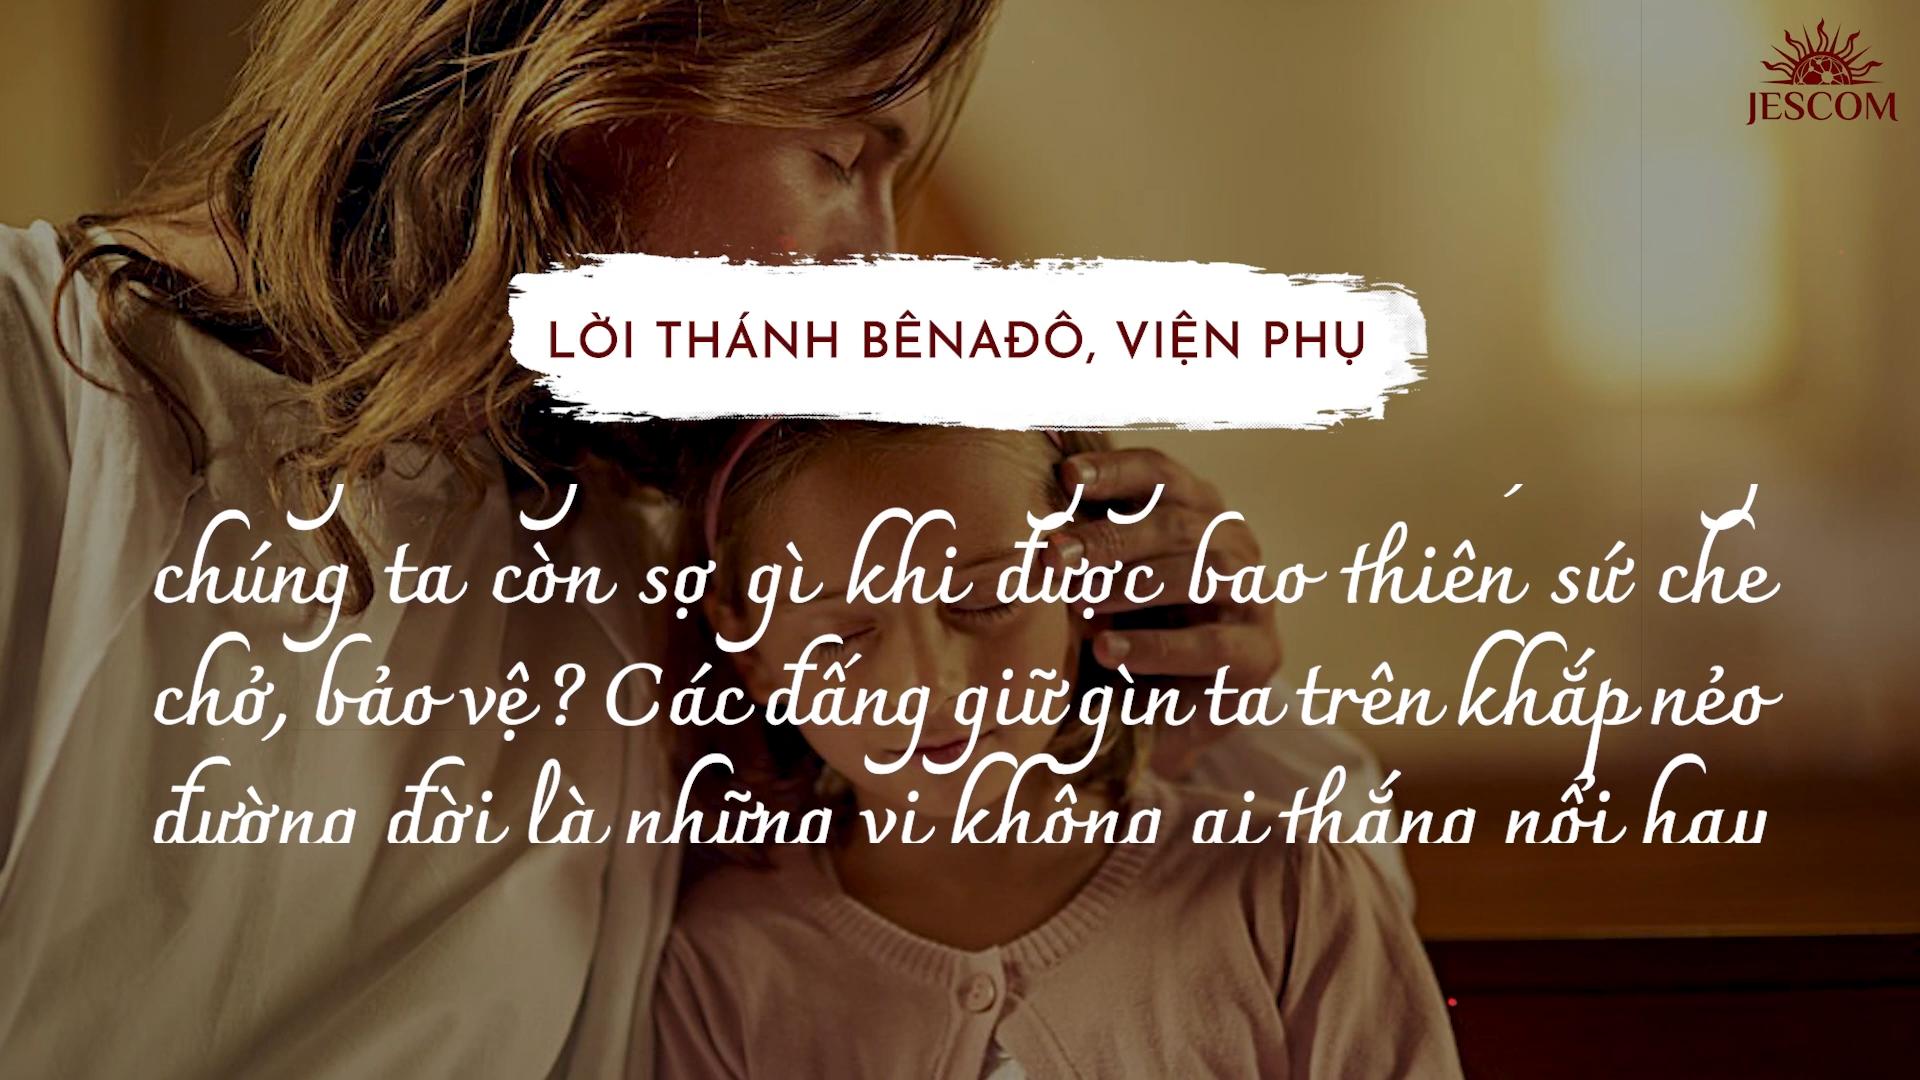 JESCOM
LỜI THÁNH BÊNAĐÔ, VIỆN PHỤ
chúng ta còn sợ gì khi được bao thiên sứ che
chở, bảo vệ? Các đấng giữ gìn ta trên khắp nẻo
đường đời là những vị không ai thắng nổi hay